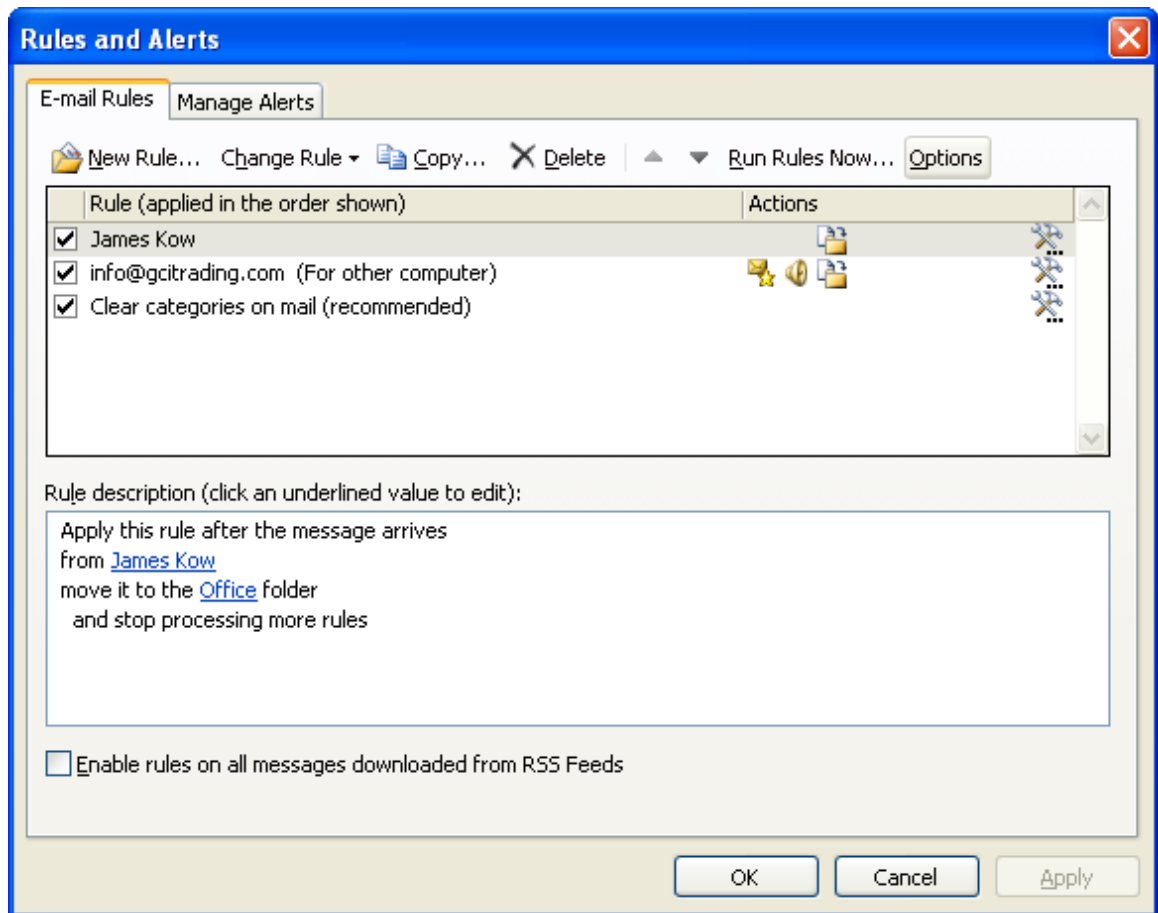 Rules and Alerts
E-mail Rules Manage Alerts
New Rule... Change Rule Copy... Delete Run Rules Now... Options
Rule (applied in the order shown) Actions
James Kow
info@gcitrading.com (For other computer)
Clear categories on mail (recommended)
Rule description (click an underlined value to edit):
Apply this rule after the message arrives
from James Kow
move it to the Office folder
and stop processing more rules
Enable rules on all messages downloaded from RSS Feeds
OK Cancel Apply